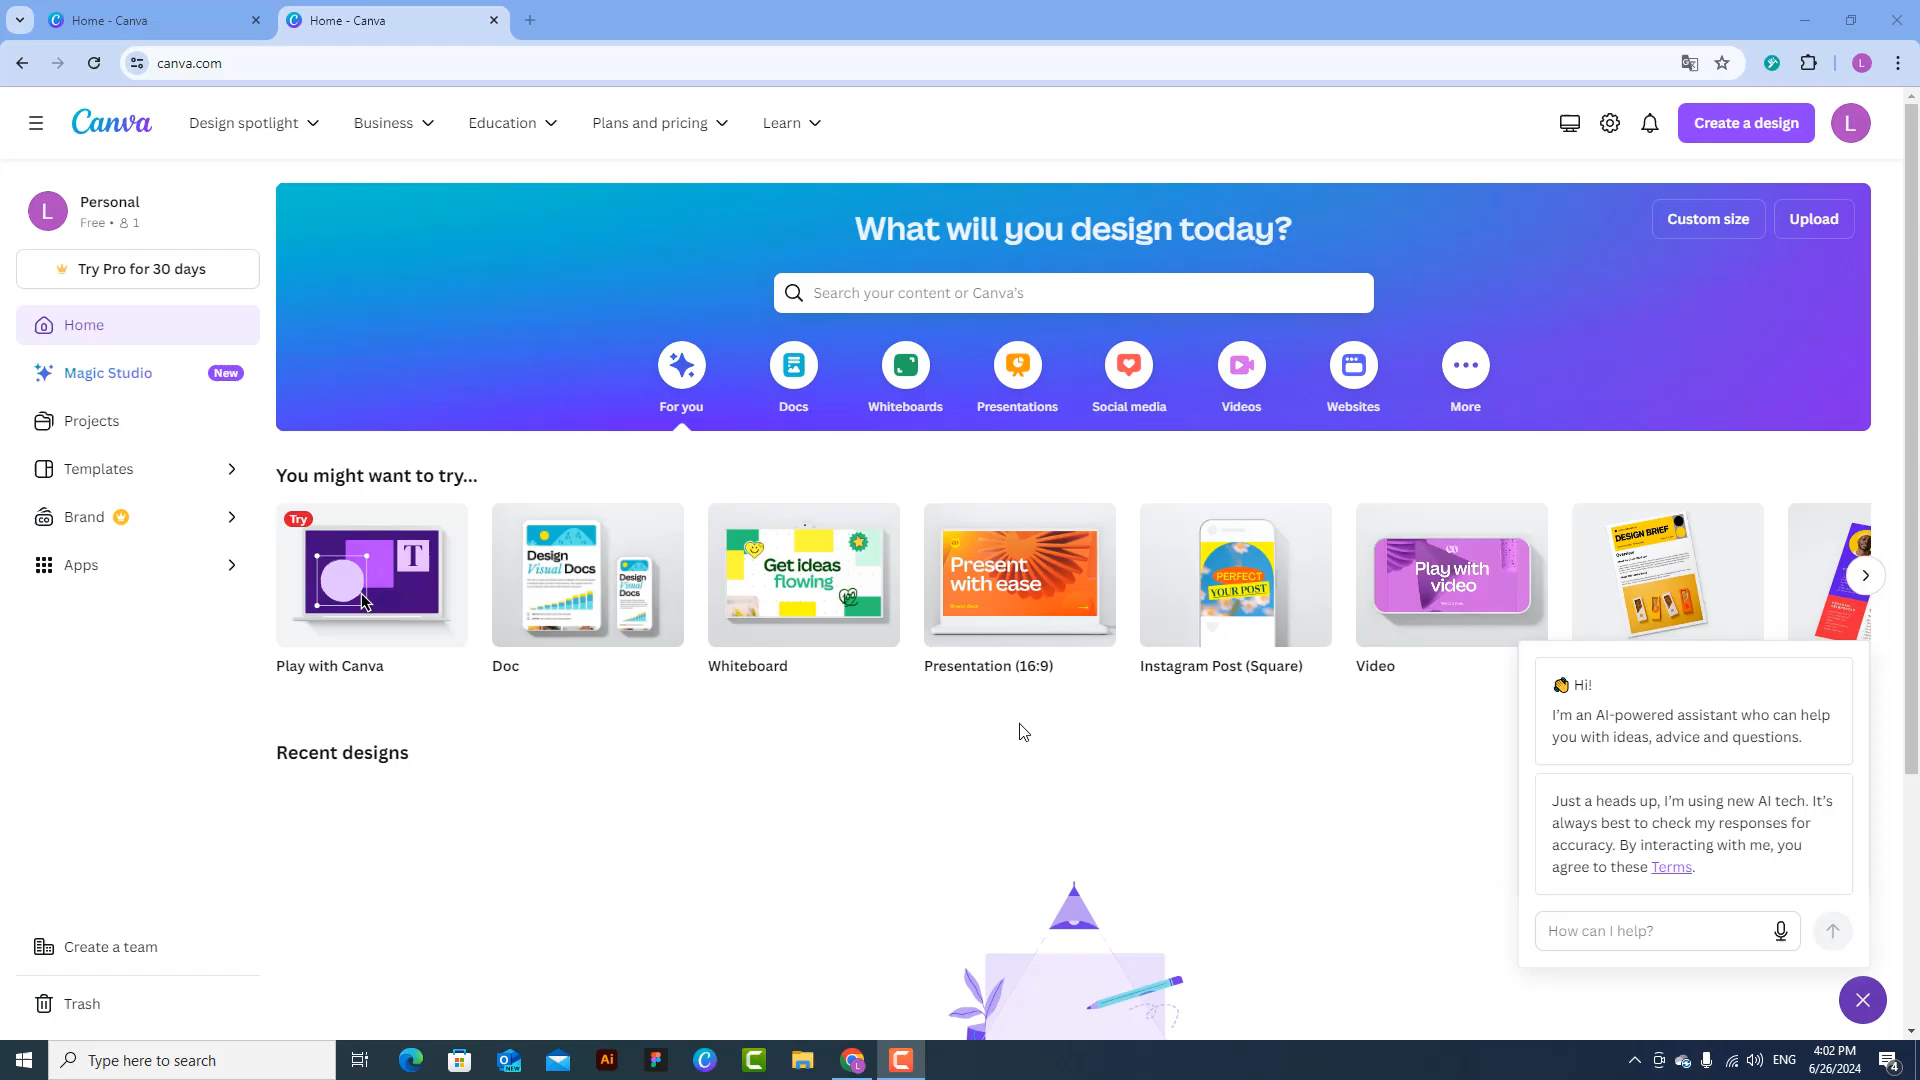 Home - Canva
Home - Canva
canva.com
L
Canva
Design spotlight
Business
Education
Plans and pricing
Learn
Create a design
L
L
Personal
Free • 1
Try Pro for 30 days
Home
Magic Studio
New
Projects
Templates
Brand
Apps
Create a team
Trash
What will you design today?
Custom size
Upload
Search your content or Canva's
For you
Docs
Whiteboards
Presentations
Social media
Videos
Websites
More
You might want to try...
Try
T
Play with Canva
Design
Visual Docs
Design
Visual
Docs
Doc
Get ideas
flowing
Whiteboard
Present
with ease
Presentation (16:9)
PERFECT
YOUR POST
Instagram Post (Square)
Play with
video
Video
DESIGN BRIEF
Recent designs
👋 Hi!
I'm an AI-powered assistant who can help
you with ideas, advice and questions.
Just a heads up, I'm using new AI tech. It's
always best to check my responses for
accuracy. By interacting with me, you
agree to these Terms.
How can I help?
Type here to search
NEW
Ai
ENG
4:02 PM
6/26/2024
4